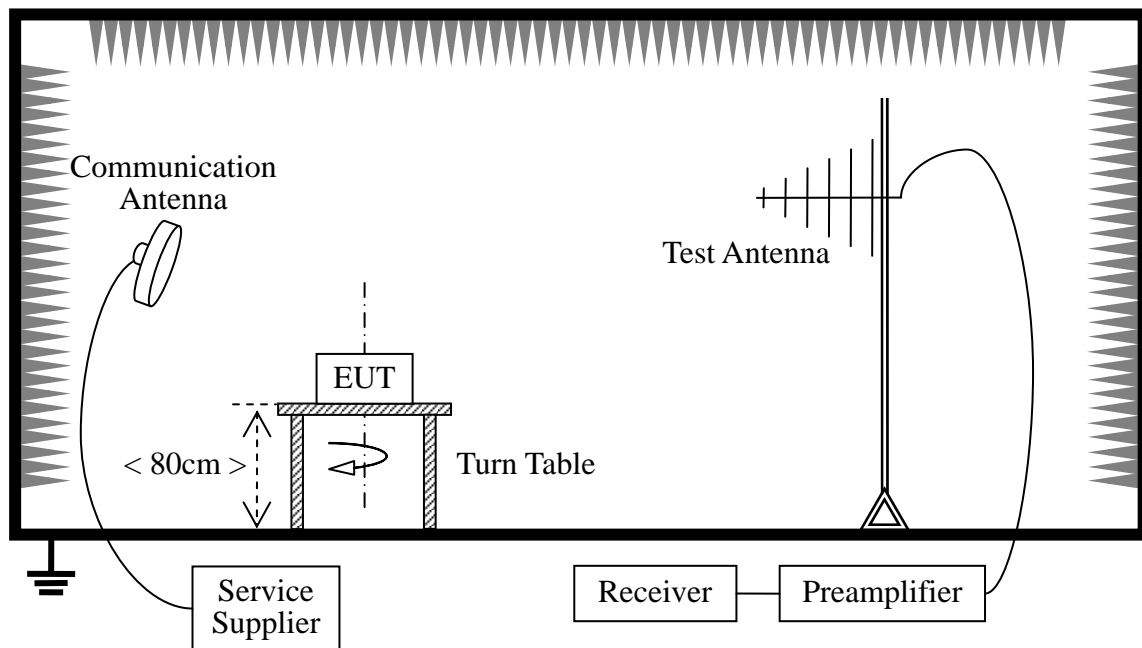 Communication
Antenna
Test Antenna
EUT
< 80cm >
Turn Table
Service
Supplier
Receiver
Preamplifier